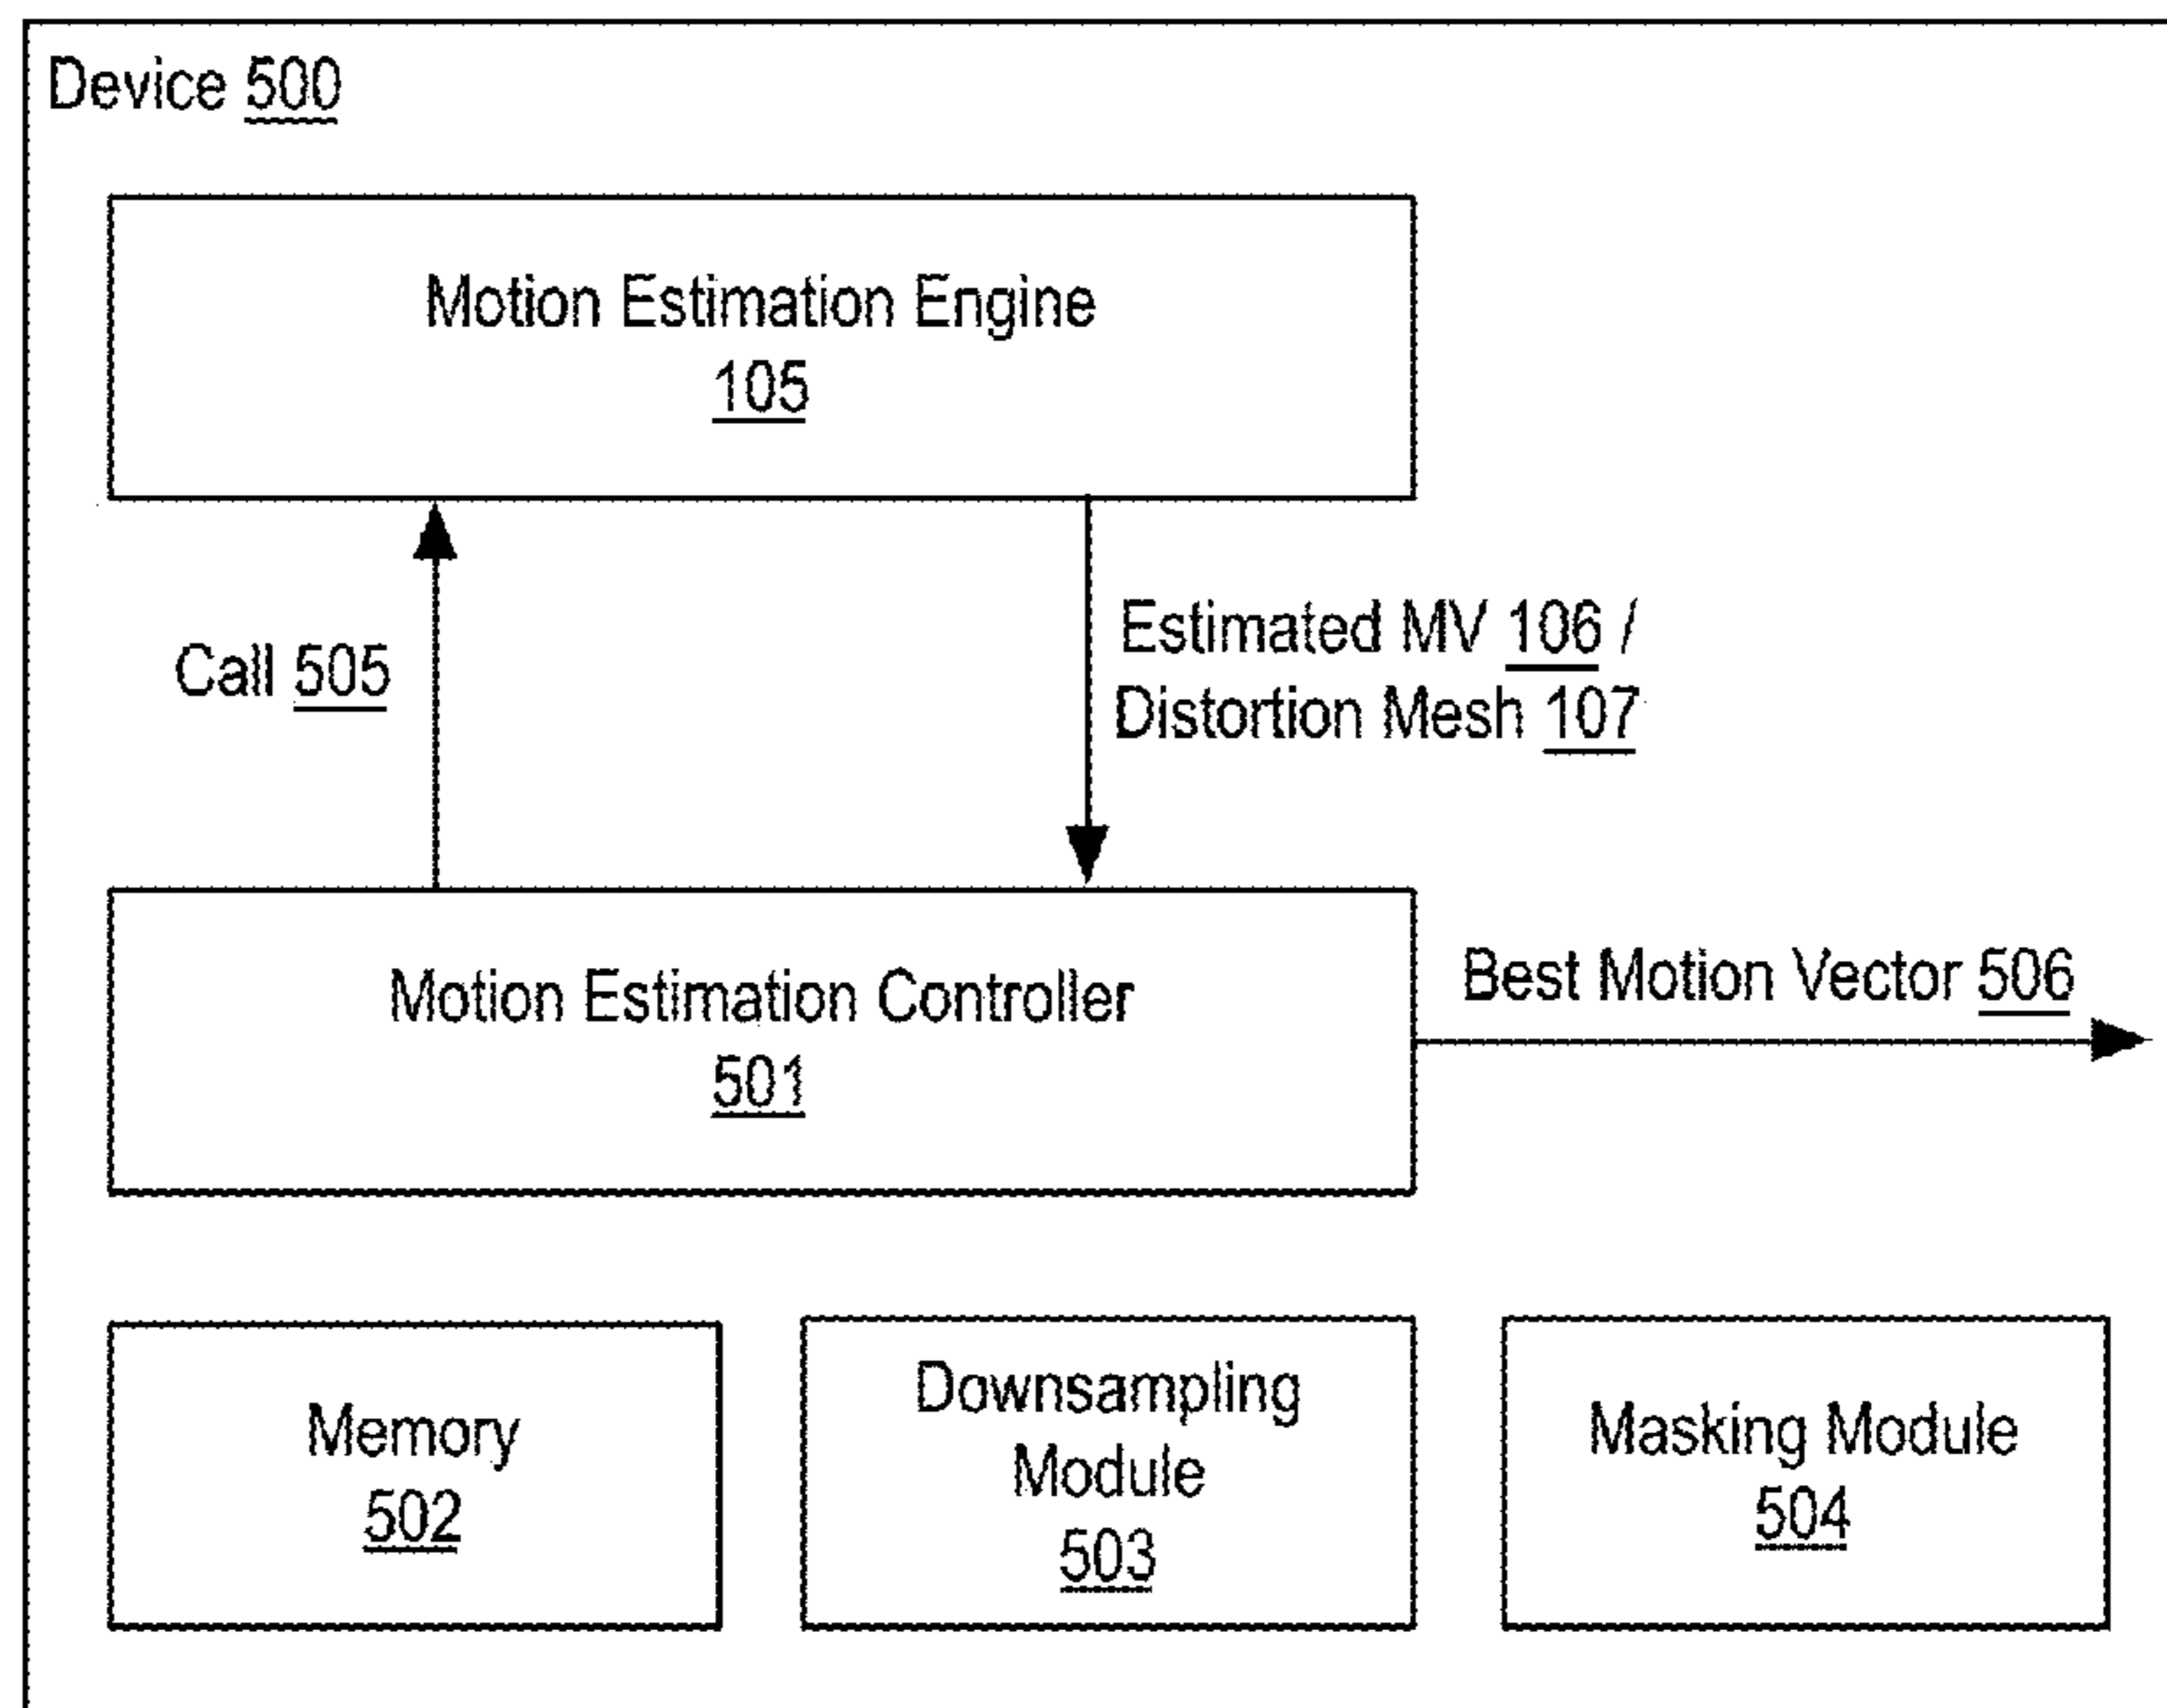 Device 500
Motion Estimation Engine
105
Call 505
Estimated MV 106 /
Distortion Mesh 107
Motion Estimation Controller
501
Best Motion Vector 506
Memory
502
Downsampling
Module
503
Masking Module
504